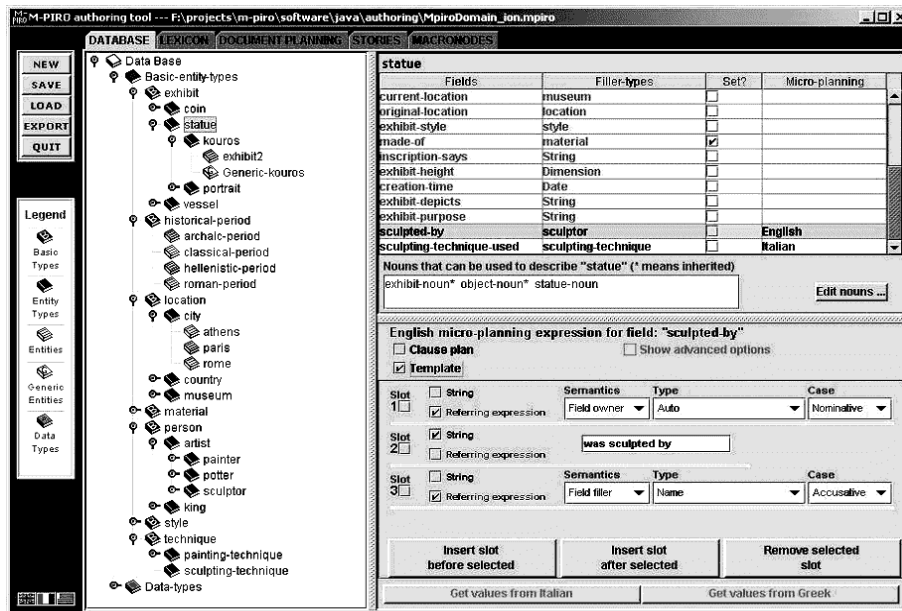 M-PIRO authoring tool --- F:\projects\m-piro\software\java\authoring\MpiroDomain_ion.mpiro
DATABASE LEXICON DOCUMENT PLANNING STORIES MACRONODES
NEW
SAVE
LOAD
EXPORT
QUIT
Legend
Basic
Types
Entity
Types
Entities
Generic
Entities
Data
Types
Data Base
Basic-entity-types
exhibit
coin
statue
kouros
exhibit2
Generic-kouros
portrait
vessel
historical-period
archaic-period
classical-period
hellenistic-period
roman-period
location
city
athens
paris
rome
country
museum
material
person
artist
painter
potter
sculptor
king
style
technique
painting-technique
sculpting-technique
Data-types
statue
Fields Filler-types Set? Micro-planning
current-location museum
original-location location
exhibit-style style
made-of material
inscription-says String
exhibit-height Dimension
creation-time Date
exhibit-depicts String
exhibit-purpose String
sculpted-by sculptor English
sculpting-technique-used sculpting-technique Italian
Nouns that can be used to describe "statue" (* means inherited)
exhibit-noun* object-noun* statue-noun
Edit nouns ...
English micro-planning expression for field: "sculpted-by"
Clause plan Show advanced options
Template
Slot 1 String Semantics Type Case
Referring expression Field owner Auto Nominative
Slot 2 String was sculpted by
Referring expression
Slot 3 String Semantics Type Case
Referring expression Field filler Name Accusative
Insert slot before selected Insert slot after selected Remove selected slot
Get values from Italian Get values from Greek